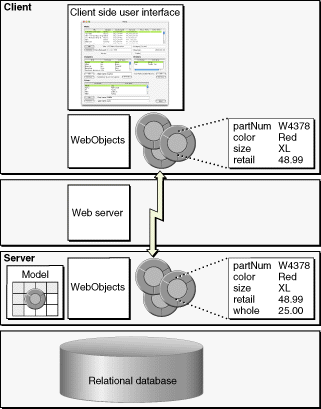 Client
Client side user interface
WebObjects
partNum W4378
color Red
size XL
retail 48.99
Web server
Server
Model
WebObjects
partNum W4378
color Red
size XL
retail 48.99
whole 25.00
Relational database